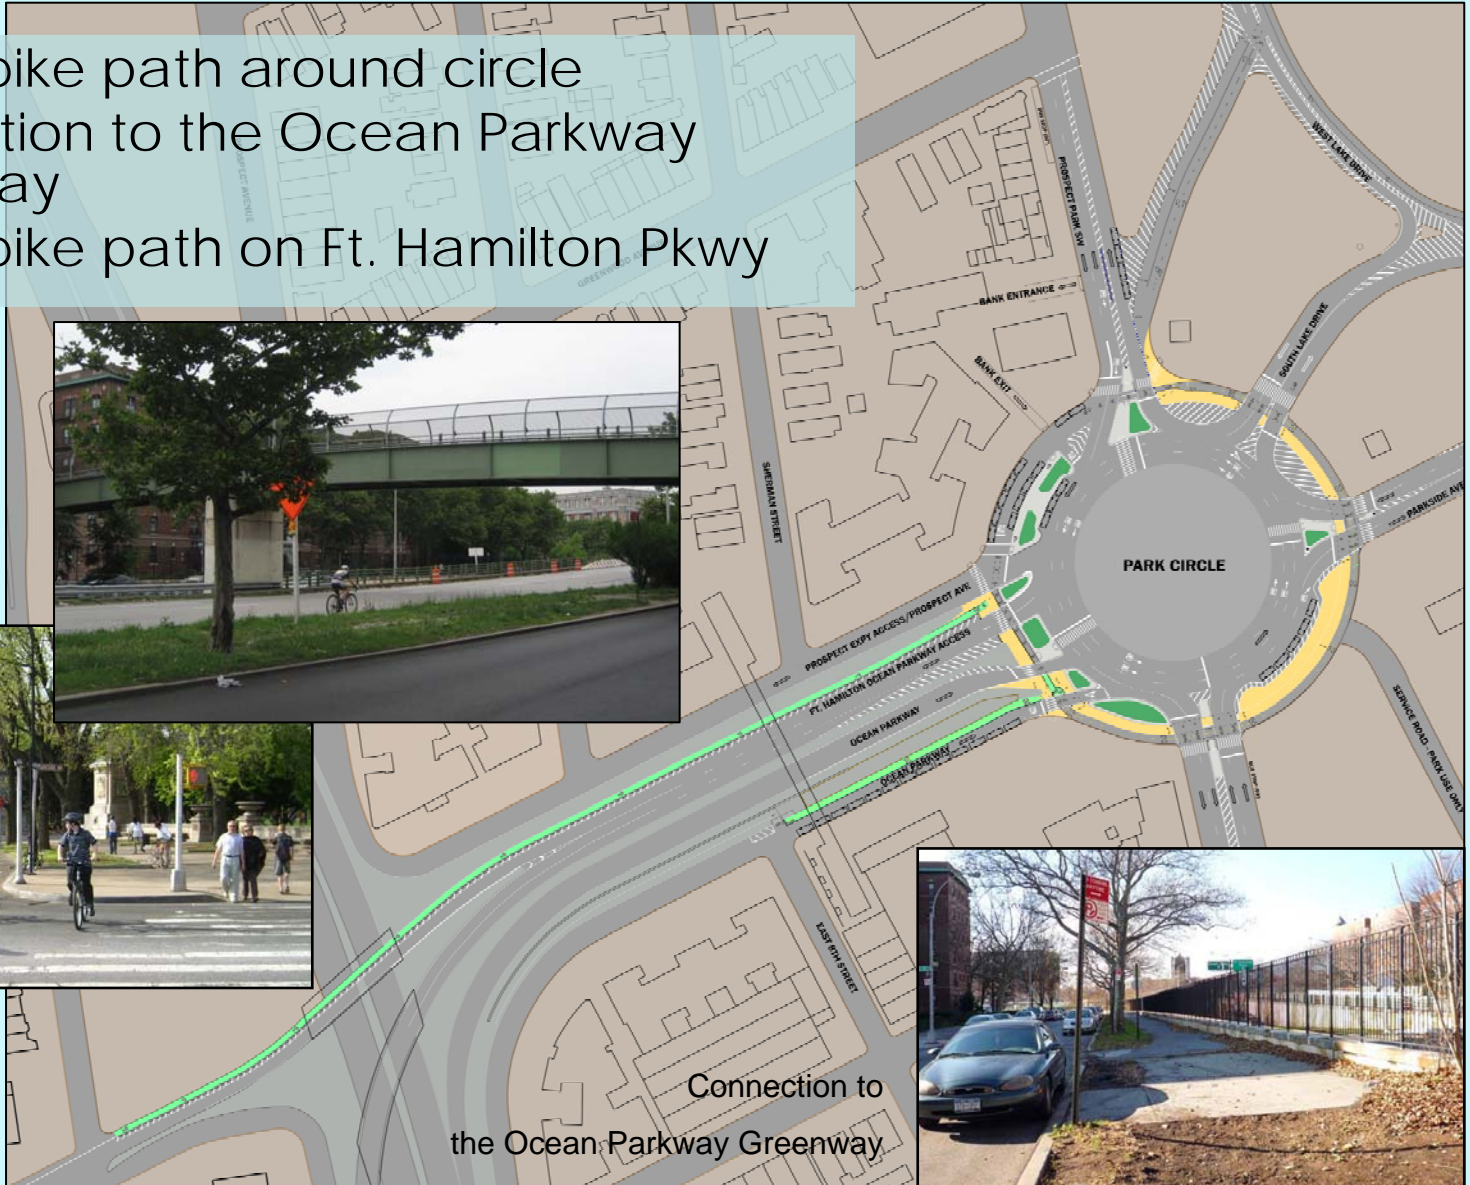 bike path around circle
tion to the Ocean Parkway
ay
bike path on Ft. Hamilton Pkwy
GREENWOOD AV
PROSPECT PARK SW
WEST LAKE DRIVE
BANK ENTRANCE
BANK EXIT
SOUTH LAKE DRIVE
SHERMAN STREET
PARKSIDE AVE
PARK CIRCLE
PROSPECT EXPY ACCESS/PROSPECT AVE
FT. HAMILTON OCEAN PARKWAY ACCESS
OCEAN PARKWAY
OCEAN PARKWAY
SERVICE ROAD - PARK USE ONLY
EAST 8TH STREET
Connection to
the Ocean Parkway Greenway